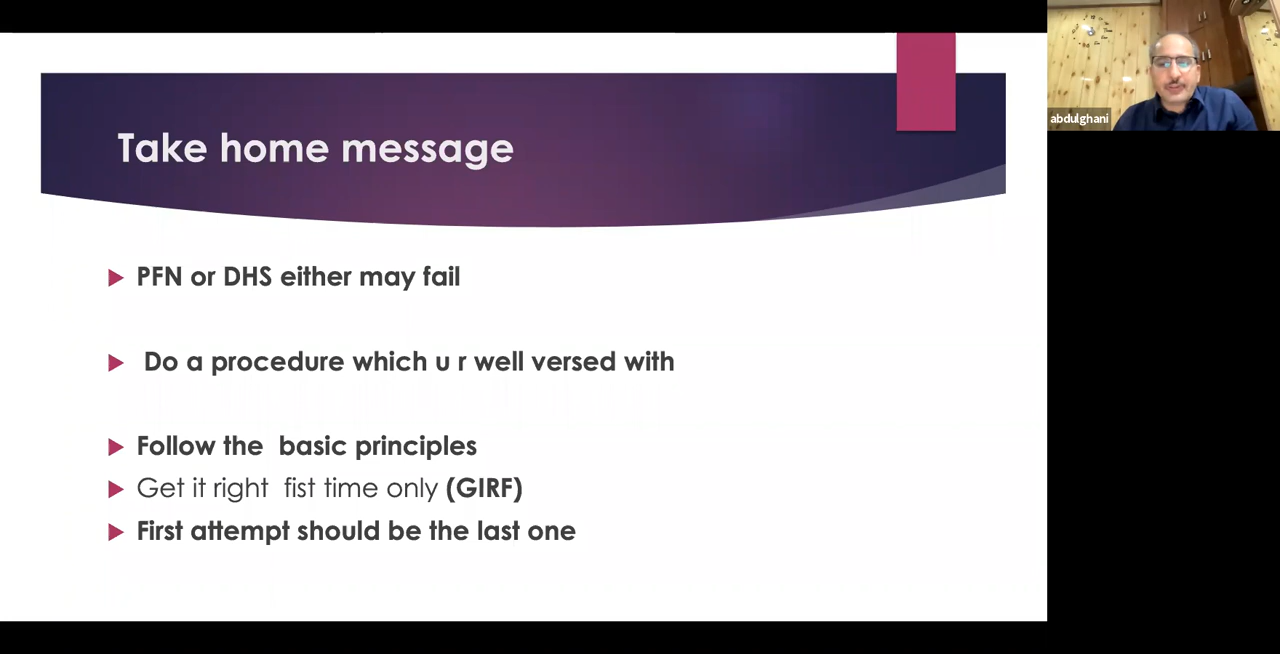 Take home message
PFN or DHS either may fail
Do a procedure which u r well versed with
Follow the basic principles
Get it right fist time only (GIRF)
First attempt should be the last one
abdulghani